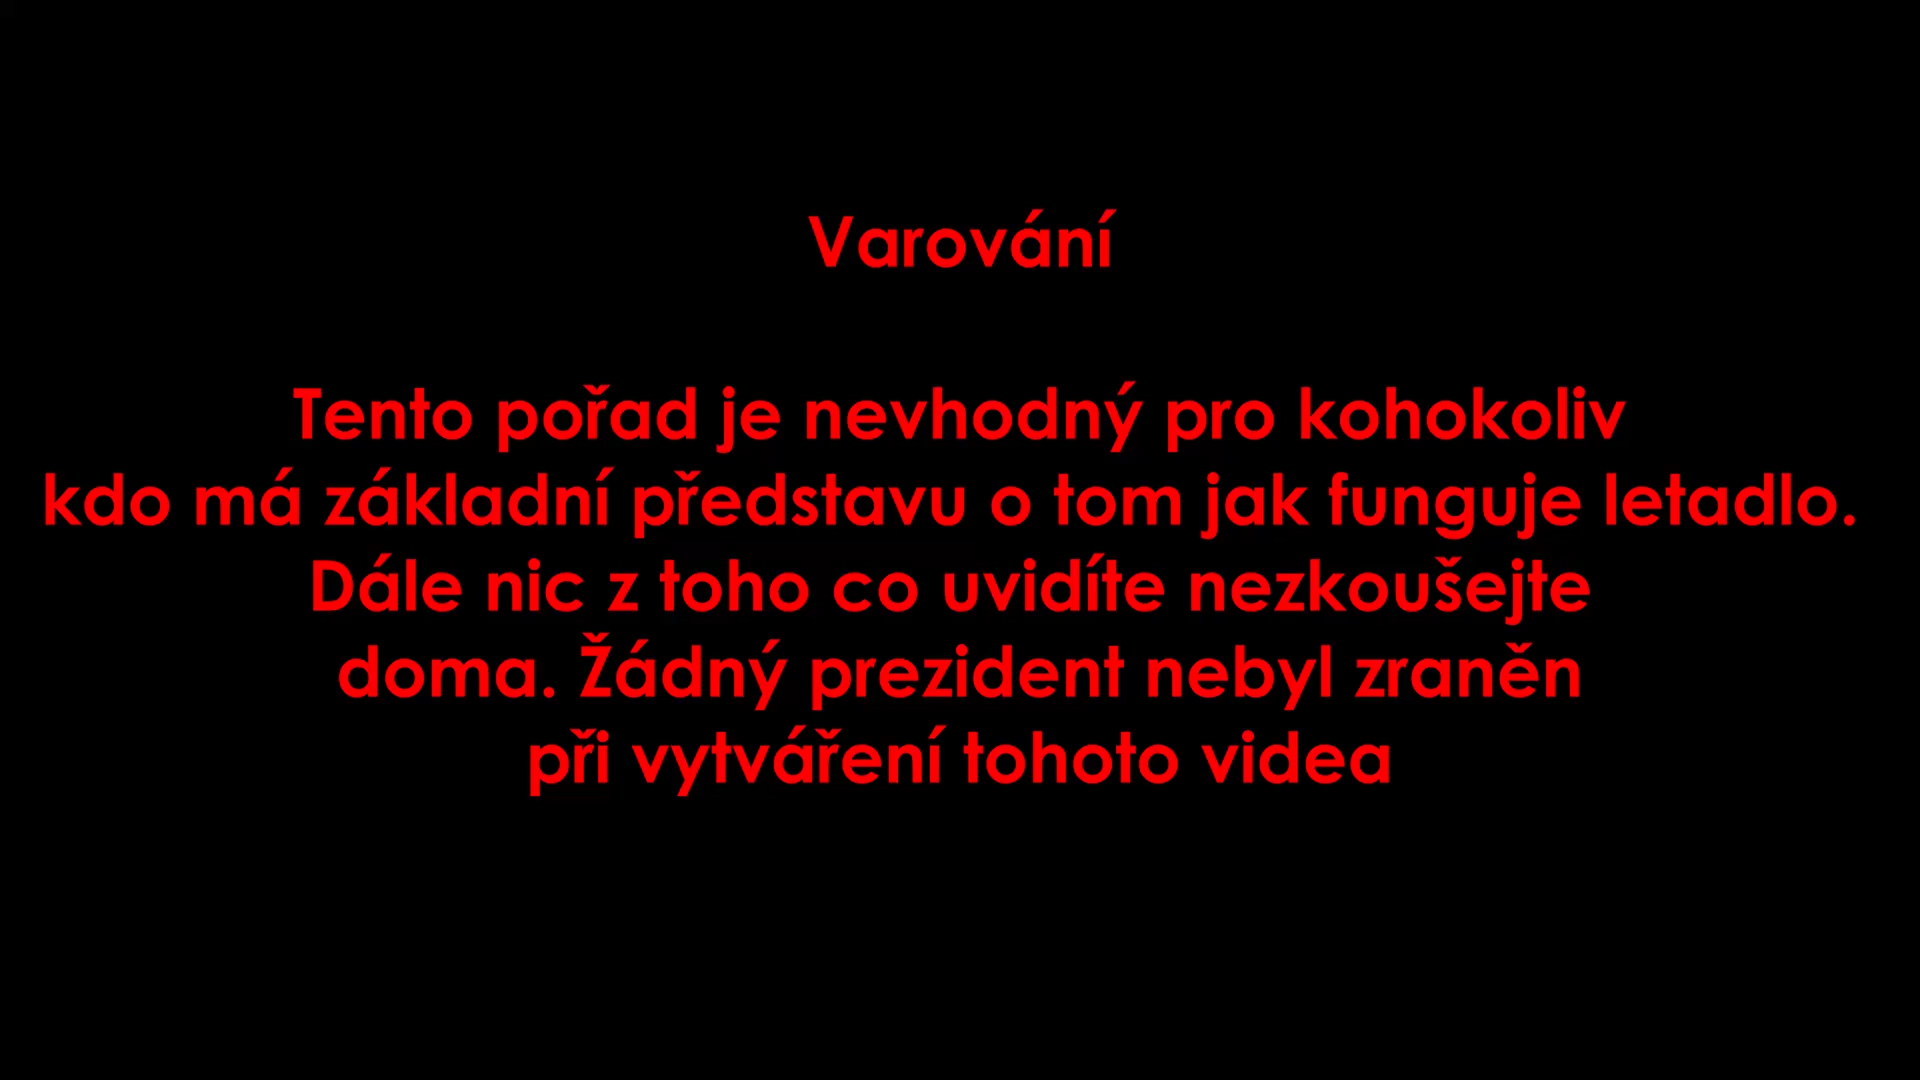 Varování
Tento pořad je nevhodný pro kohokoliv
kdo má základní představu o tom jak funguje letadlo.
Dále nic z toho co uvidíte nezkoušejte
doma. Žádný prezident nebyl zraněn
při vytváření tohoto videa